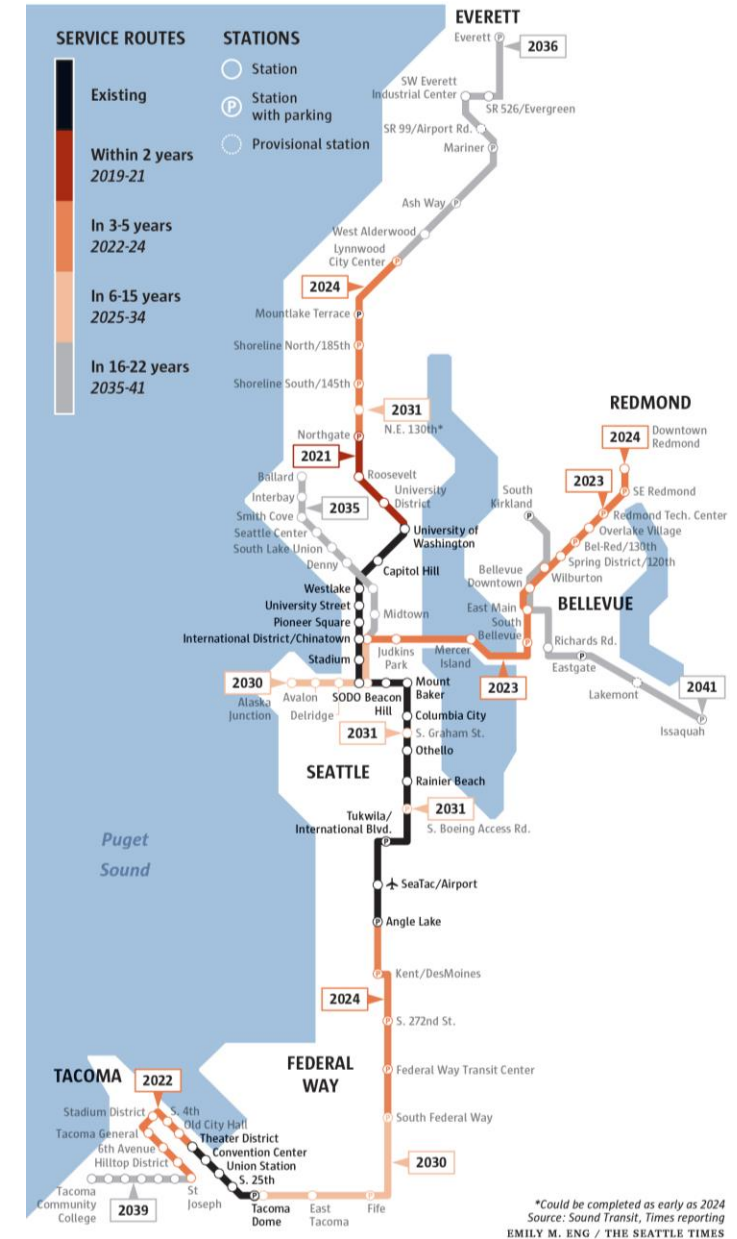 SERVICE ROUTES
Existing
Within 2 years
2019-21
In 3-5 years
2022-24
In 6-15 years
2025-34
In 16-22 years
2035-41
STATIONS
Station
P
Station
with parking
Provisional station
EVERETT
Everett
2036
SW Everett
Industrial Center
SR 526/Evergreen
SR 99/Airport Rd.
Mariner
Ash Way
West Alderwood
Lynnwood
City Center
2024
Mountlake Terrace
Shoreline North/185th
Shoreline South/145th
2031
N.E. 130th*
Northgate
2021
Roosevelt
University
District
University of
Washington
Ballard
Interbay
2035
Smith Cove
Seattle Center
South Lake Union
Denny
Capitol Hill
Westlake
University Street
Midtown
Pioneer Square
International District/Chinatown
Stadium
Judkins
Park
Mercer
Island
2023
REDMOND
2024
Downtown
Redmond
SE Redmond
2023
Redmond Tech. Center
Overlake Village
Bel-Red/130th
Spring District/120th
Wilburton
South
Kirkland
Bellevue
Downtown
BELLEVUE
East Main
South
Bellevue
Richards Rd.
Eastgate
Lakemont
2041
Issaquah
2030
Alaska
Junction
Avalon
Delridge
SODO
Beacon
Hill
Mount
Baker
Columbia City
2031
S. Graham St.
Othello
SEATTLE
Rainier Beach
2031
S. Boeing Access Rd.
Tukwila/
International Blvd.
Puget
Sound
SeaTac/Airport
Angle Lake
Kent/DesMoines
2024
S. 272nd St.
FEDERAL
WAY
Federal Way Transit Center
South Federal Way
2030
TACOMA
2022
Stadium District
S. 4th
Old City Hall
Tacoma General
Theater District
6th Avenue
Convention Center
Hilltop District
Union Station
S. 25th
Tacoma
Community
College
2039
St
Joseph
Tacoma
Dome
East
Tacoma
Fife
*Could be completed as early as 2024
Source: Sound Transit, Times reporting
EMILY M. ENG / THE SEATTLE TIMES